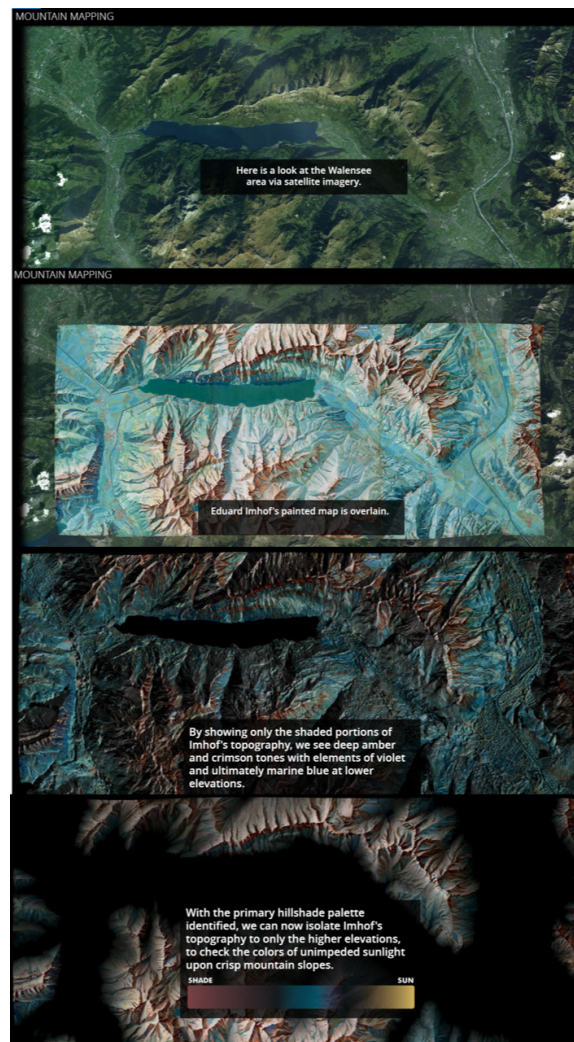 MOUNTAIN MAPPING
Here is a look at the Walensee
area via satellite imagery.
MOUNTAIN MAPPING
Eduard Imhof's painted map is overlain.
By showing only the shaded portions of
Imhof's topography, we see deep amber
and crimson tones with elements of violet
and ultimately marine blue at lower
elevations.
With the primary hillshade palette
identified, we can now isolate Imhof's
topography to only the higher elevations,
to check the colors of unimpeded sunlight
upon crisp mountain slopes.
SHADE SUN